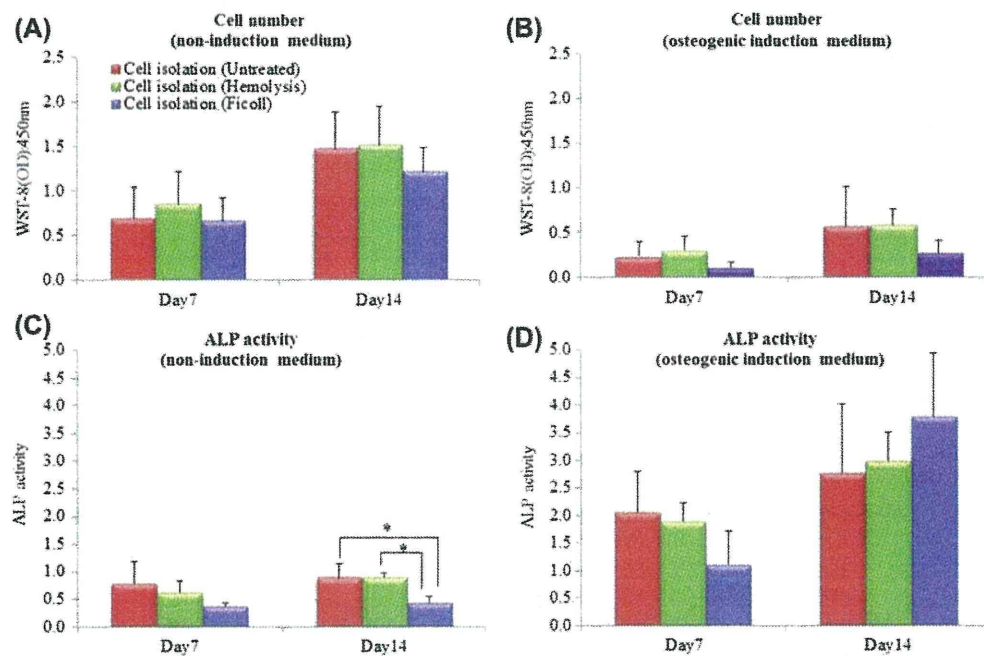 (A)
Cell number
(non-induction medium)
2.5
2.0
1.5
1.0
0.5
0.0
WST-8(OD):450nm
Cell isolation (Untreated)
Cell isolation (Hemolysis)
Cell isolation (Ficoll)
Day7
Day14
(B)
Cell number
(osteogenic induction medium)
2.5
2.0
1.5
1.0
0.5
0.0
WST-8(OD):450nm
Day7
Day14
(C)
ALP activity
(non-induction medium)
5.0
4.5
4.0
3.5
3.0
2.5
2.0
1.5
1.0
0.5
0.0
ALP activity
*
*
Day7
Day14
(D)
ALP activity
(osteogenic induction medium)
5.0
4.5
4.0
3.5
3.0
2.5
2.0
1.5
1.0
0.5
0.0
ALP activity
Day7
Day14